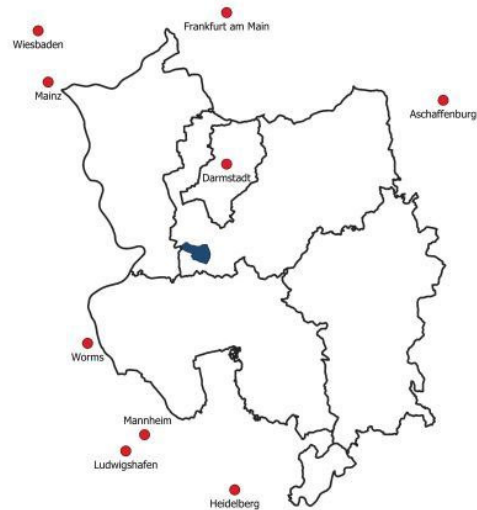 Frankfurt am Main
Wiesbaden
Mainz
Aschaffenburg
Darmstadt
Worms
Mannheim
Ludwigshafen
Heidelberg